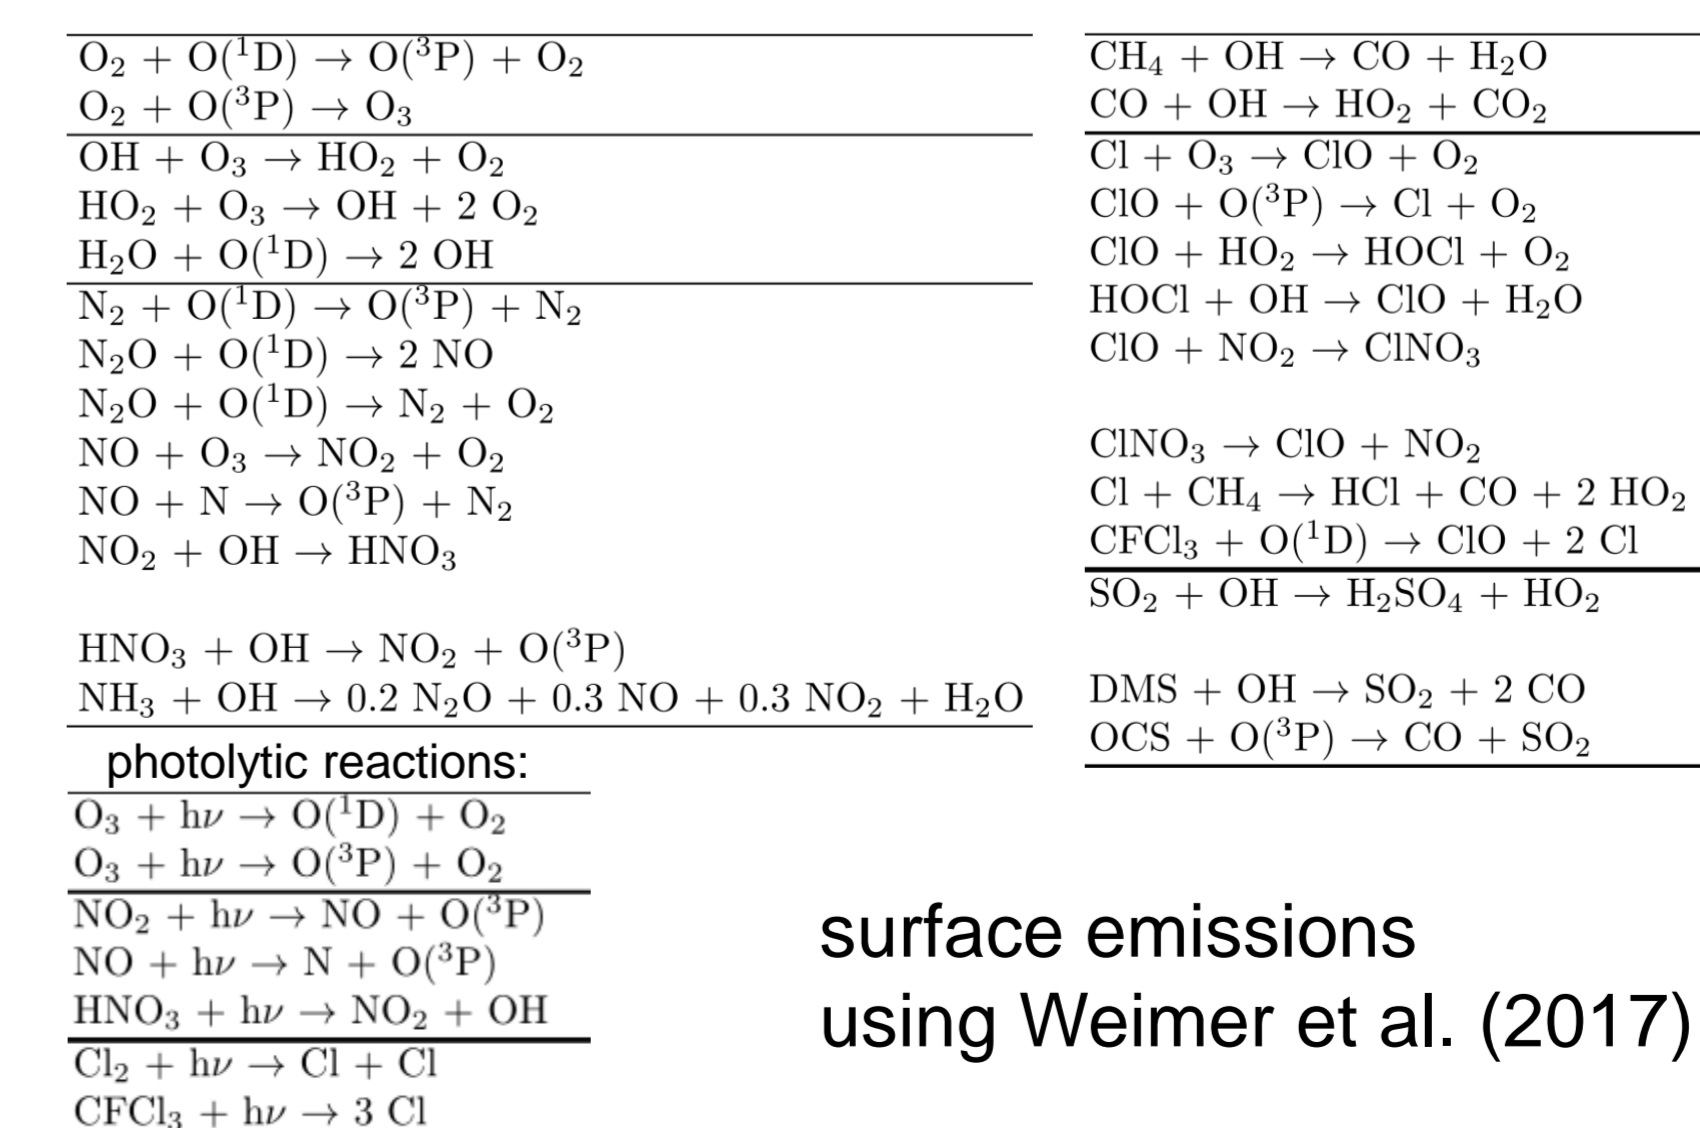 O₂ + O(¹D) → O(³P) + O₂
O₂ + O(³P) → O₃
OH + O₃ → HO₂ + O₂
HO₂ + O₃ → OH + 2 O₂
H₂O + O(¹D) → 2 OH
N₂ + O(¹D) → O(³P) + N₂
N₂O + O(¹D) → 2 NO
N₂O + O(¹D) → N₂ + O₂
NO + O₃ → NO₂ + O₂
NO + N → O(³P) + N₂
NO₂ + OH → HNO₃
HNO₃ + OH → NO₂ + O(³P)
NH₃ + OH → 0.2 N₂O + 0.3 NO + 0.3 NO₂ + H₂O
photolytic reactions:
O₃ + hν → O(¹D) + O₂
O₃ + hν → O(³P) + O₂
NO₂ + hν → NO + O(³P)
NO + hν → N + O(³P)
HNO₃ + hν → NO₂ + OH
Cl₂ + hν → Cl + Cl
CFCl₃ + hν → 3 Cl
CH₄ + OH → CO + H₂O
CO + OH → HO₂ + CO₂
Cl + O₃ → ClO + O₂
ClO + O(³P) → Cl + O₂
ClO + HO₂ → HOCl + O₂
HOCl + OH → ClO + H₂O
ClO + NO₂ → ClNO₃
ClNO₃ → ClO + NO₂
Cl + CH₄ → HCl + CO + 2 HO₂
CFCl₃ + O(¹D) → ClO + 2 Cl
SO₂ + OH → H₂SO₄ + HO₂
DMS + OH → SO₂ + 2 CO
OCS + O(³P) → CO + SO₂
surface emissions
using Weimer et al. (2017)